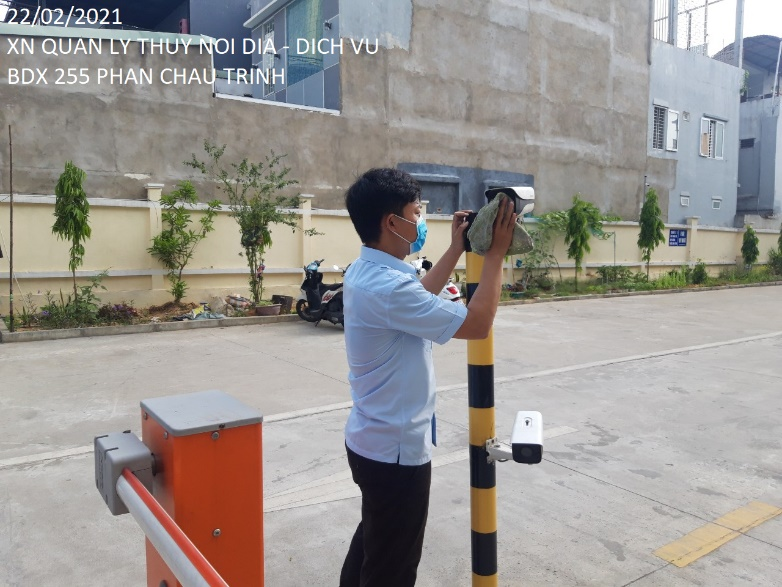 22/02/2021
XN QUAN LY THUY NOI DIA - DICH VU
BDX 255 PHAN CHAU TRINH